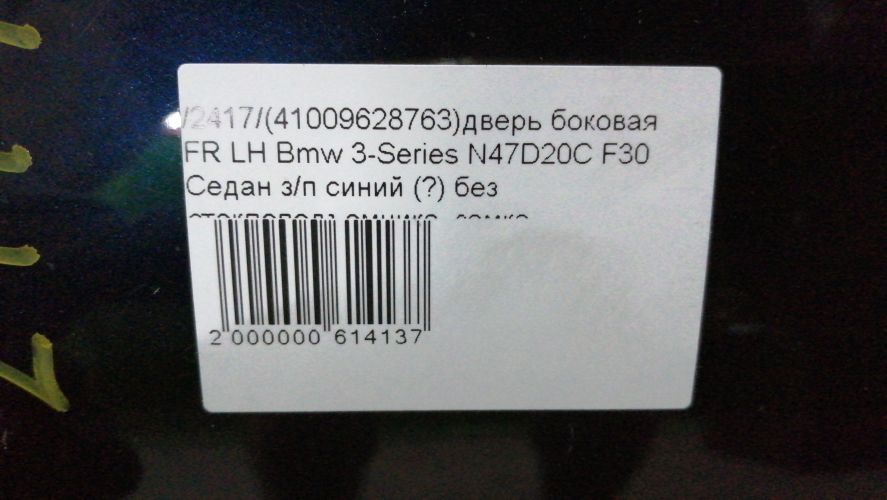 /2417/(41009628763)дверь боковая
FR LH Bmw 3-Series N47D20C F30
Седан з/п синий (?) без
2 000000 614137